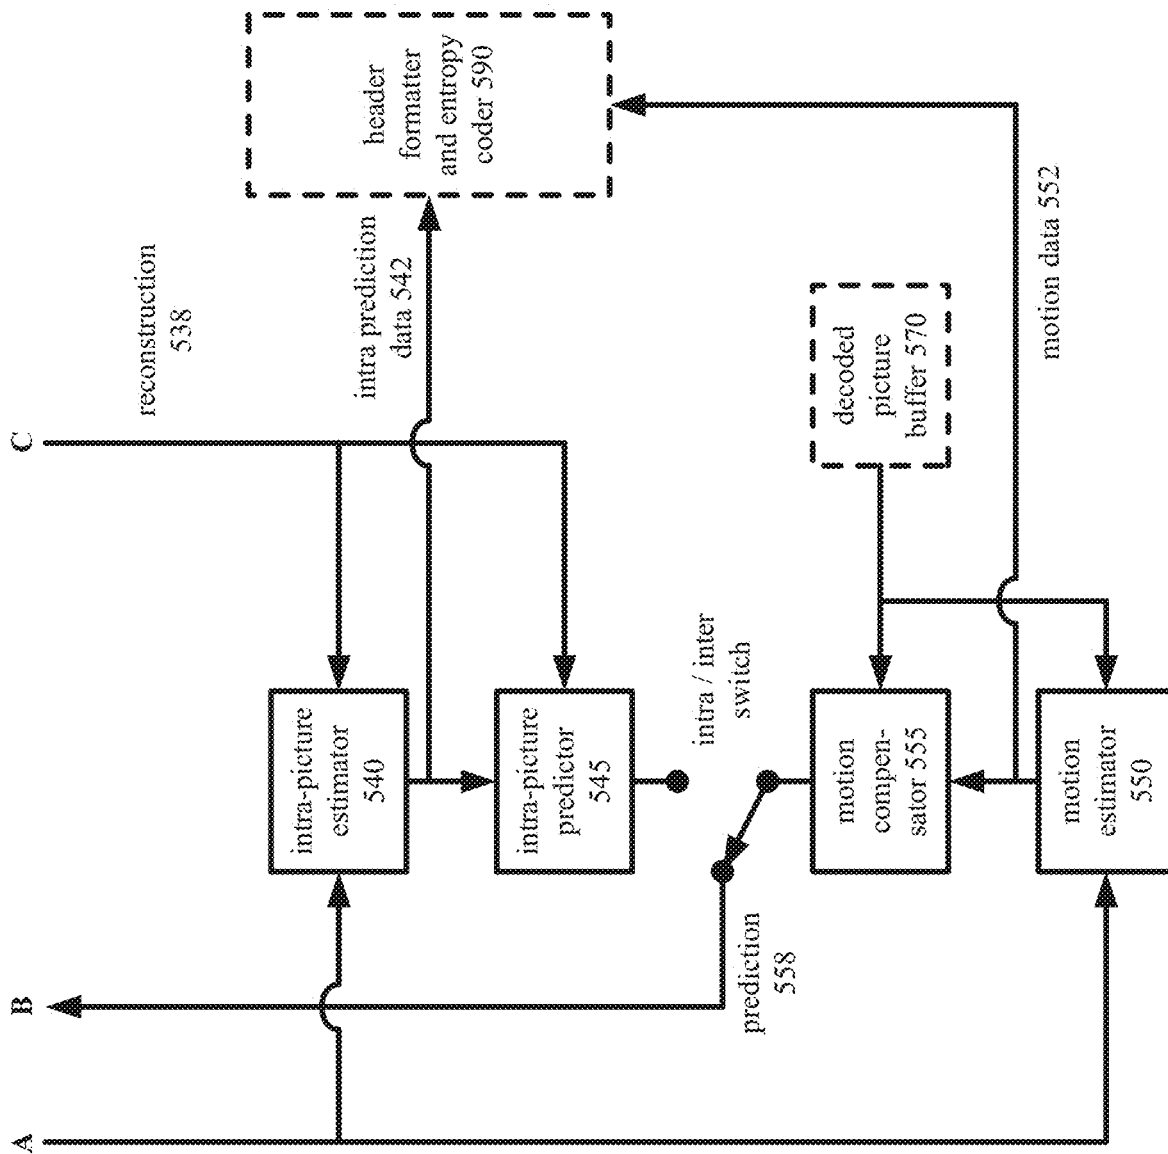 A
B
C
reconstruction
538
header
formatter
and entropy
coder 590
intra prediction
data 542
intra-picture
estimator
540
intra-picture
predictor
545
intra / inter
switch
prediction
558
decoded
picture
buffer 570
motion
compen-
sator 555
motion data 552
motion
estimator
550